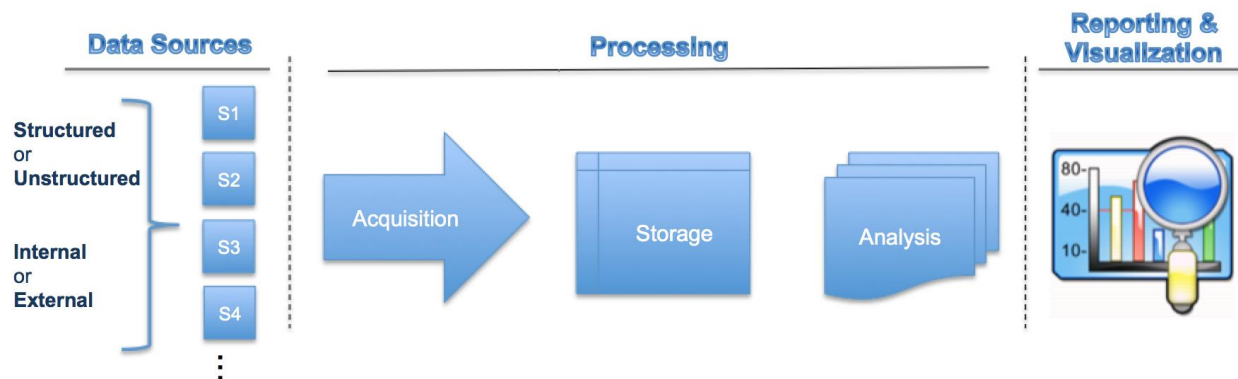 Data Sources
Structured
or
Unstructured
Internal
or
External
S1
S2
S3
S4
Processing
Acquisition
Storage
Analysis
Reporting &
Visualization
80-
40-
10-